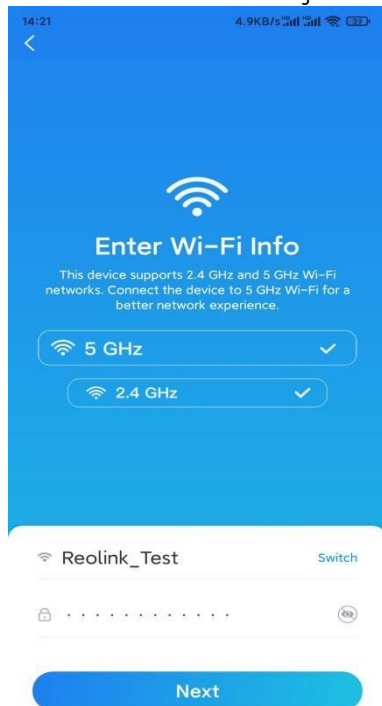 14:21 4.9KB/s 39
Enter Wi-Fi Info
This device supports 2.4 GHz and 5 GHz Wi-Fi
networks. Connect the device to 5 GHz Wi-Fi for a
better network experience.
5 GHz
2.4 GHz
Reolink_Test Switch
Next